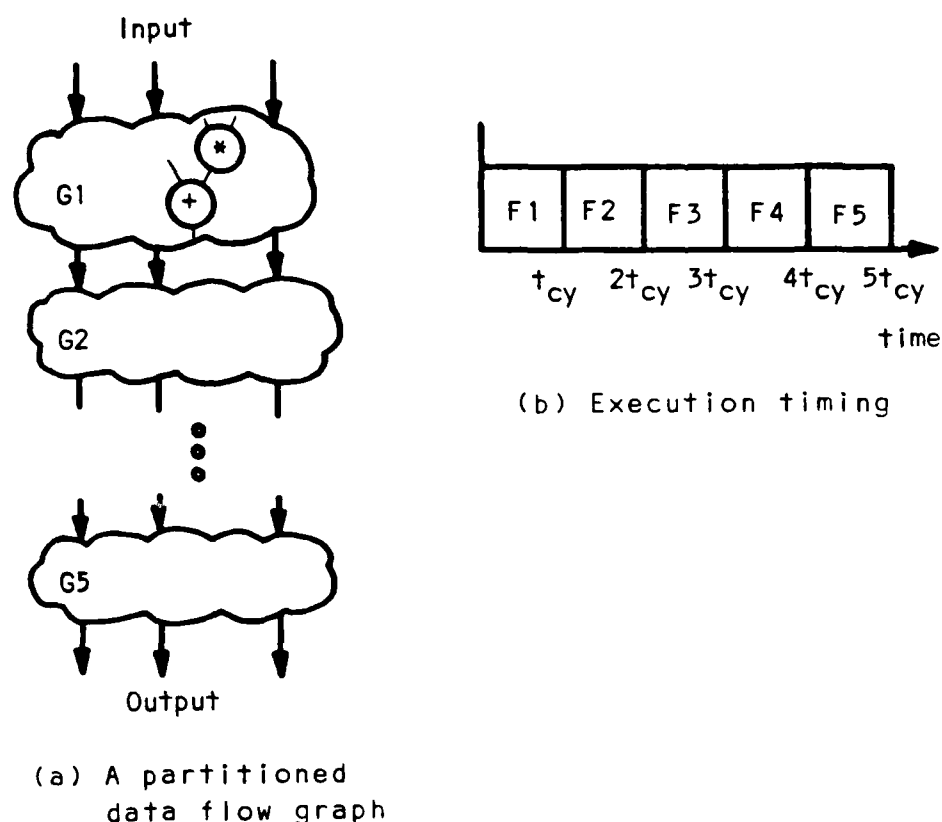 Input
*
+
G1
G2
G5
Output
(a) A partitioned
data flow graph
F1 F2 F3 F4 F5
tcy 2tcy 3tcy 4tcy 5tcy
time
(b) Execution timing